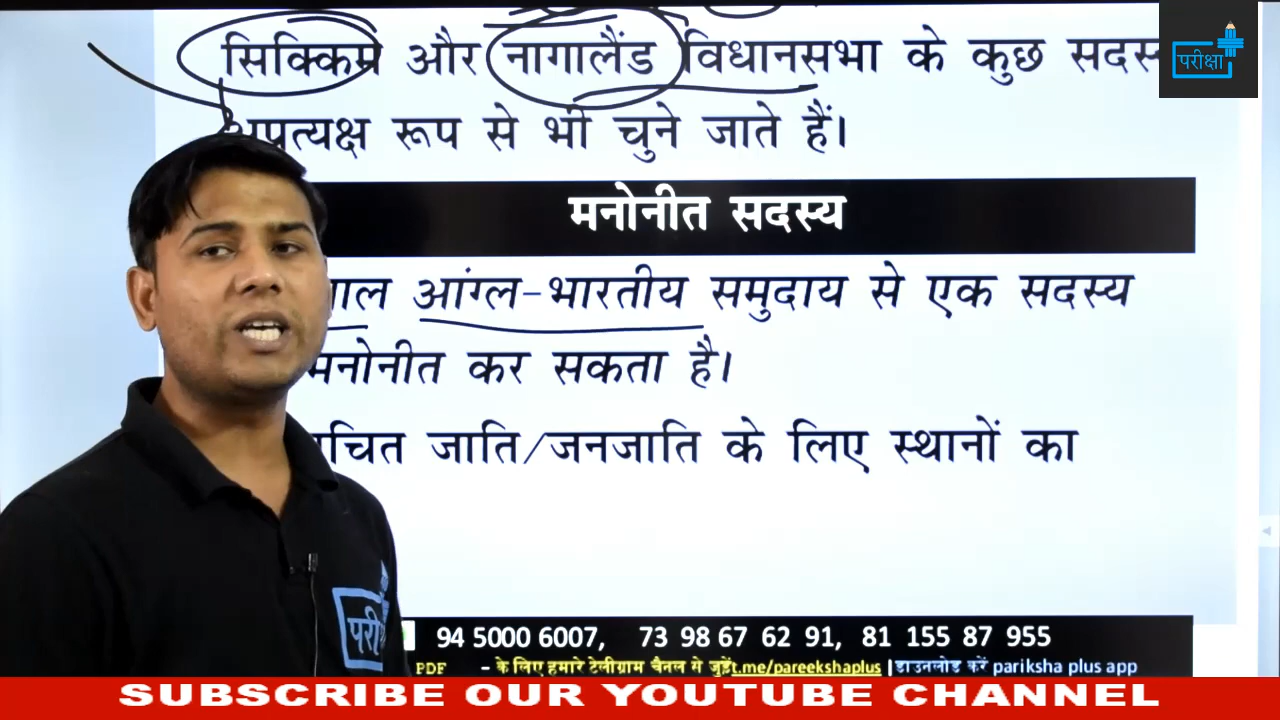 सिक्किम और नागालैंड विधानसभा के कुछ
परीक्षा
अप्रत्यक्ष रूप से भी चुने जाते हैं।
मनोनीत सदस्य
आंग्ल-भारतीय समुदाय से एक सदस्य
मनोनीत कर सकता है।
जाति/जनजाति के लिए स्थानों का
94 5000 6007, 73 98 67 62 91, 81 155 87 955
PDF - के लिए हमारे टेलीग्राम चैनल से जुड़ें t.me/pareekshaplus | डाउनलोड करें pariksha plus app
SUBSCRIBE OUR YOUTUBE CHANNEL